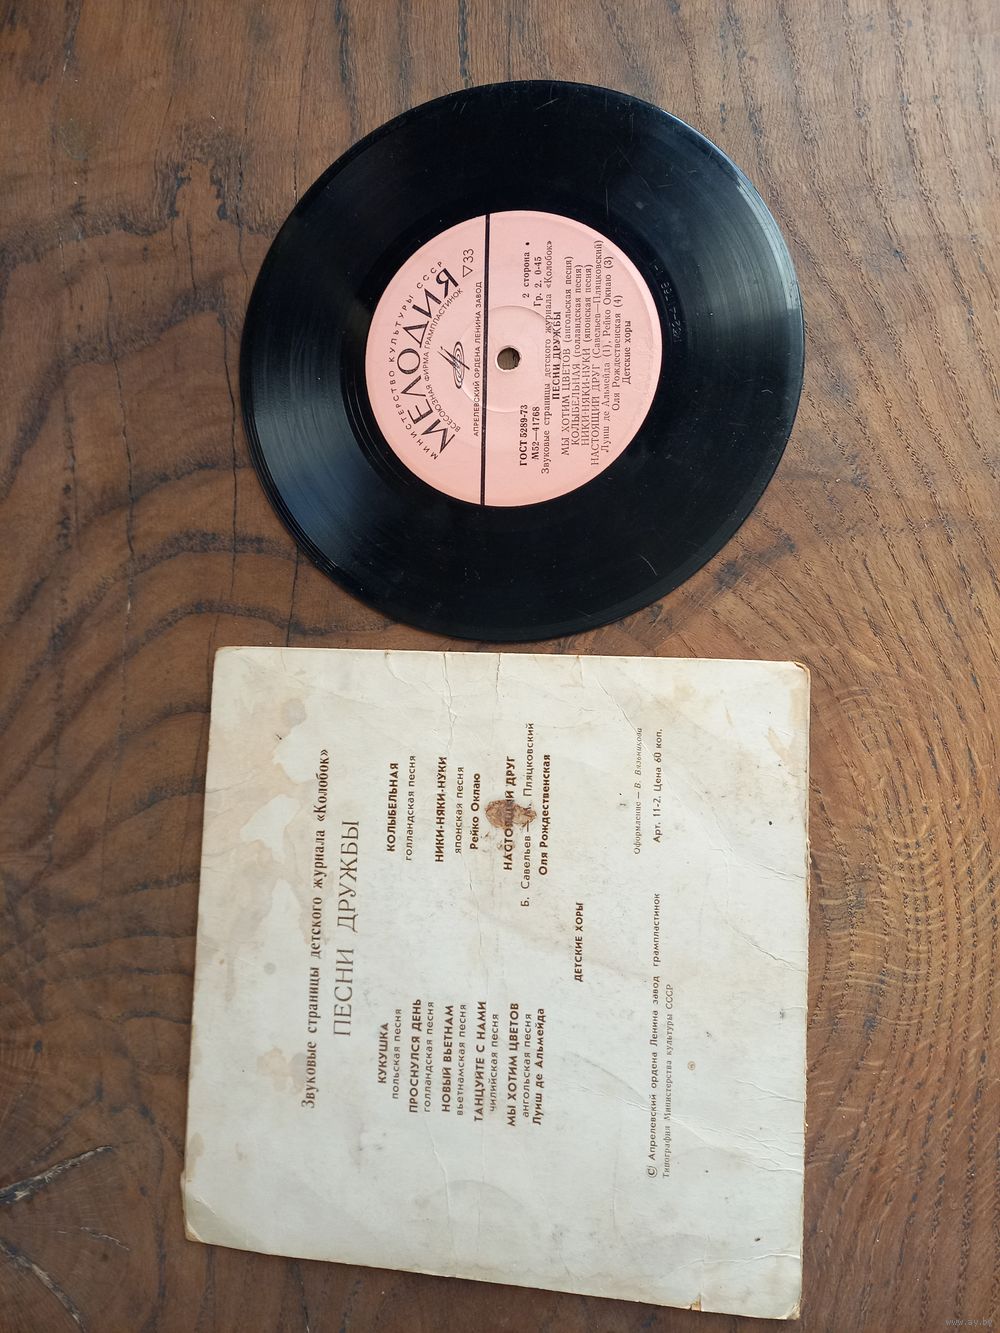 МИНИСТЕРСТВО КУЛЬТУРЫ СССР
МЕЛОДИЯ
ВСЕСОЮЗНАЯ ФИРМА ГРАМПЛАСТИНОК
▽ 33
АПРЕЛЕВСКИЙ ОРДЕНА ЛЕНИНА ЗАВОД
ГОСТ 5289-73
2 сторона •
М52—41768
Гр. 2. 0-45
Звуковые страницы детского журнала «Колобок»
ПЕСНИ ДРУЖБЫ
МЫ ХОТИМ ЦВЕТОВ (ангольская песня)
КОЛЫБЕЛЬНАЯ (голландская песня)
НИКИ-НЯКИ-НУКИ (японская песня)
НАСТОЯЩИЙ ДРУГ (Савельев—Пляцковский)
Луиш де Альмейда (1), Рейко Окнаю (3)
Оля Рождественская (4)
Детские хоры
Звуковые страницы детского журнала «Колобок»
ПЕСНИ ДРУЖБЫ
КУКУШКА
польская песня
ПРОСНУЛСЯ ДЕНЬ
голландская песня
НОВЫЙ ВЬЕТНАМ
вьетнамская песня
ТАНЦУЙТЕ С НАМИ
чилийская песня
МЫ ХОТИМ ЦВЕТОВ
ангольская песня
Луиш де Альмейда
КОЛЫБЕЛЬНАЯ
голландская песня
НИКИ-НЯКИ-НУКИ
японская песня
Рейко Окпаю
ДРУГ
Б. Савельев — Пляцковский
Оля Рождественская
ДЕТСКИЕ ХОРЫ
Оформление — В. Вязьникова
© Апрелевский ордена Ленина завод грампластинок
Арт. 11-2. Цена 60 коп.
Типография Министерства культуры СССР
www.ay.by